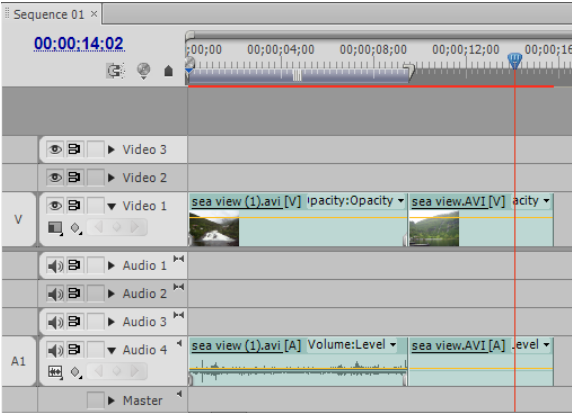 Sequence 01 ×
00:00:14:02
;00;00 00;00;04;00 00;00;08;00 00;00;12;00 00;00;16
Video 3
Video 2
V Video 1 sea view (1).avi [V] ıpacity:Opacity sea view.AVI [V] acity
Audio 1
Audio 2
Audio 3
A1 Audio 4 sea view (1).avi [A] Volume:Level sea view.AVI [A] .evel
Master